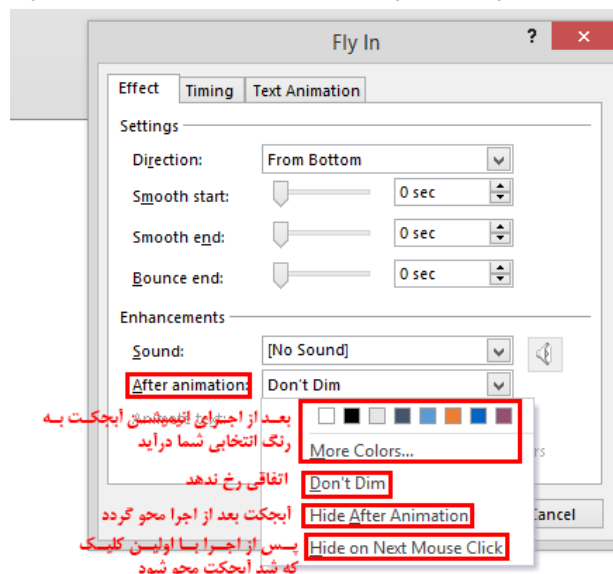 Fly In
?
×
Effect Timing Text Animation
Settings
Direction: From Bottom
Smooth start: 0 sec
Smooth end: 0 sec
Bounce end: 0 sec
Enhancements
Sound: [No Sound]
After animation: Don't Dim
بعد از اجرای انیمیشن آبجکت به
رنگ انتخابی شما درآید
More Colors...
اتفاقی رخ ندهد Don't Dim
آبجکت بعد از اجرا محو گردد Hide After Animation
Cancel
پس از اجرا با اولین کلیک Hide on Next Mouse Click
که شد آبجکت محو شود